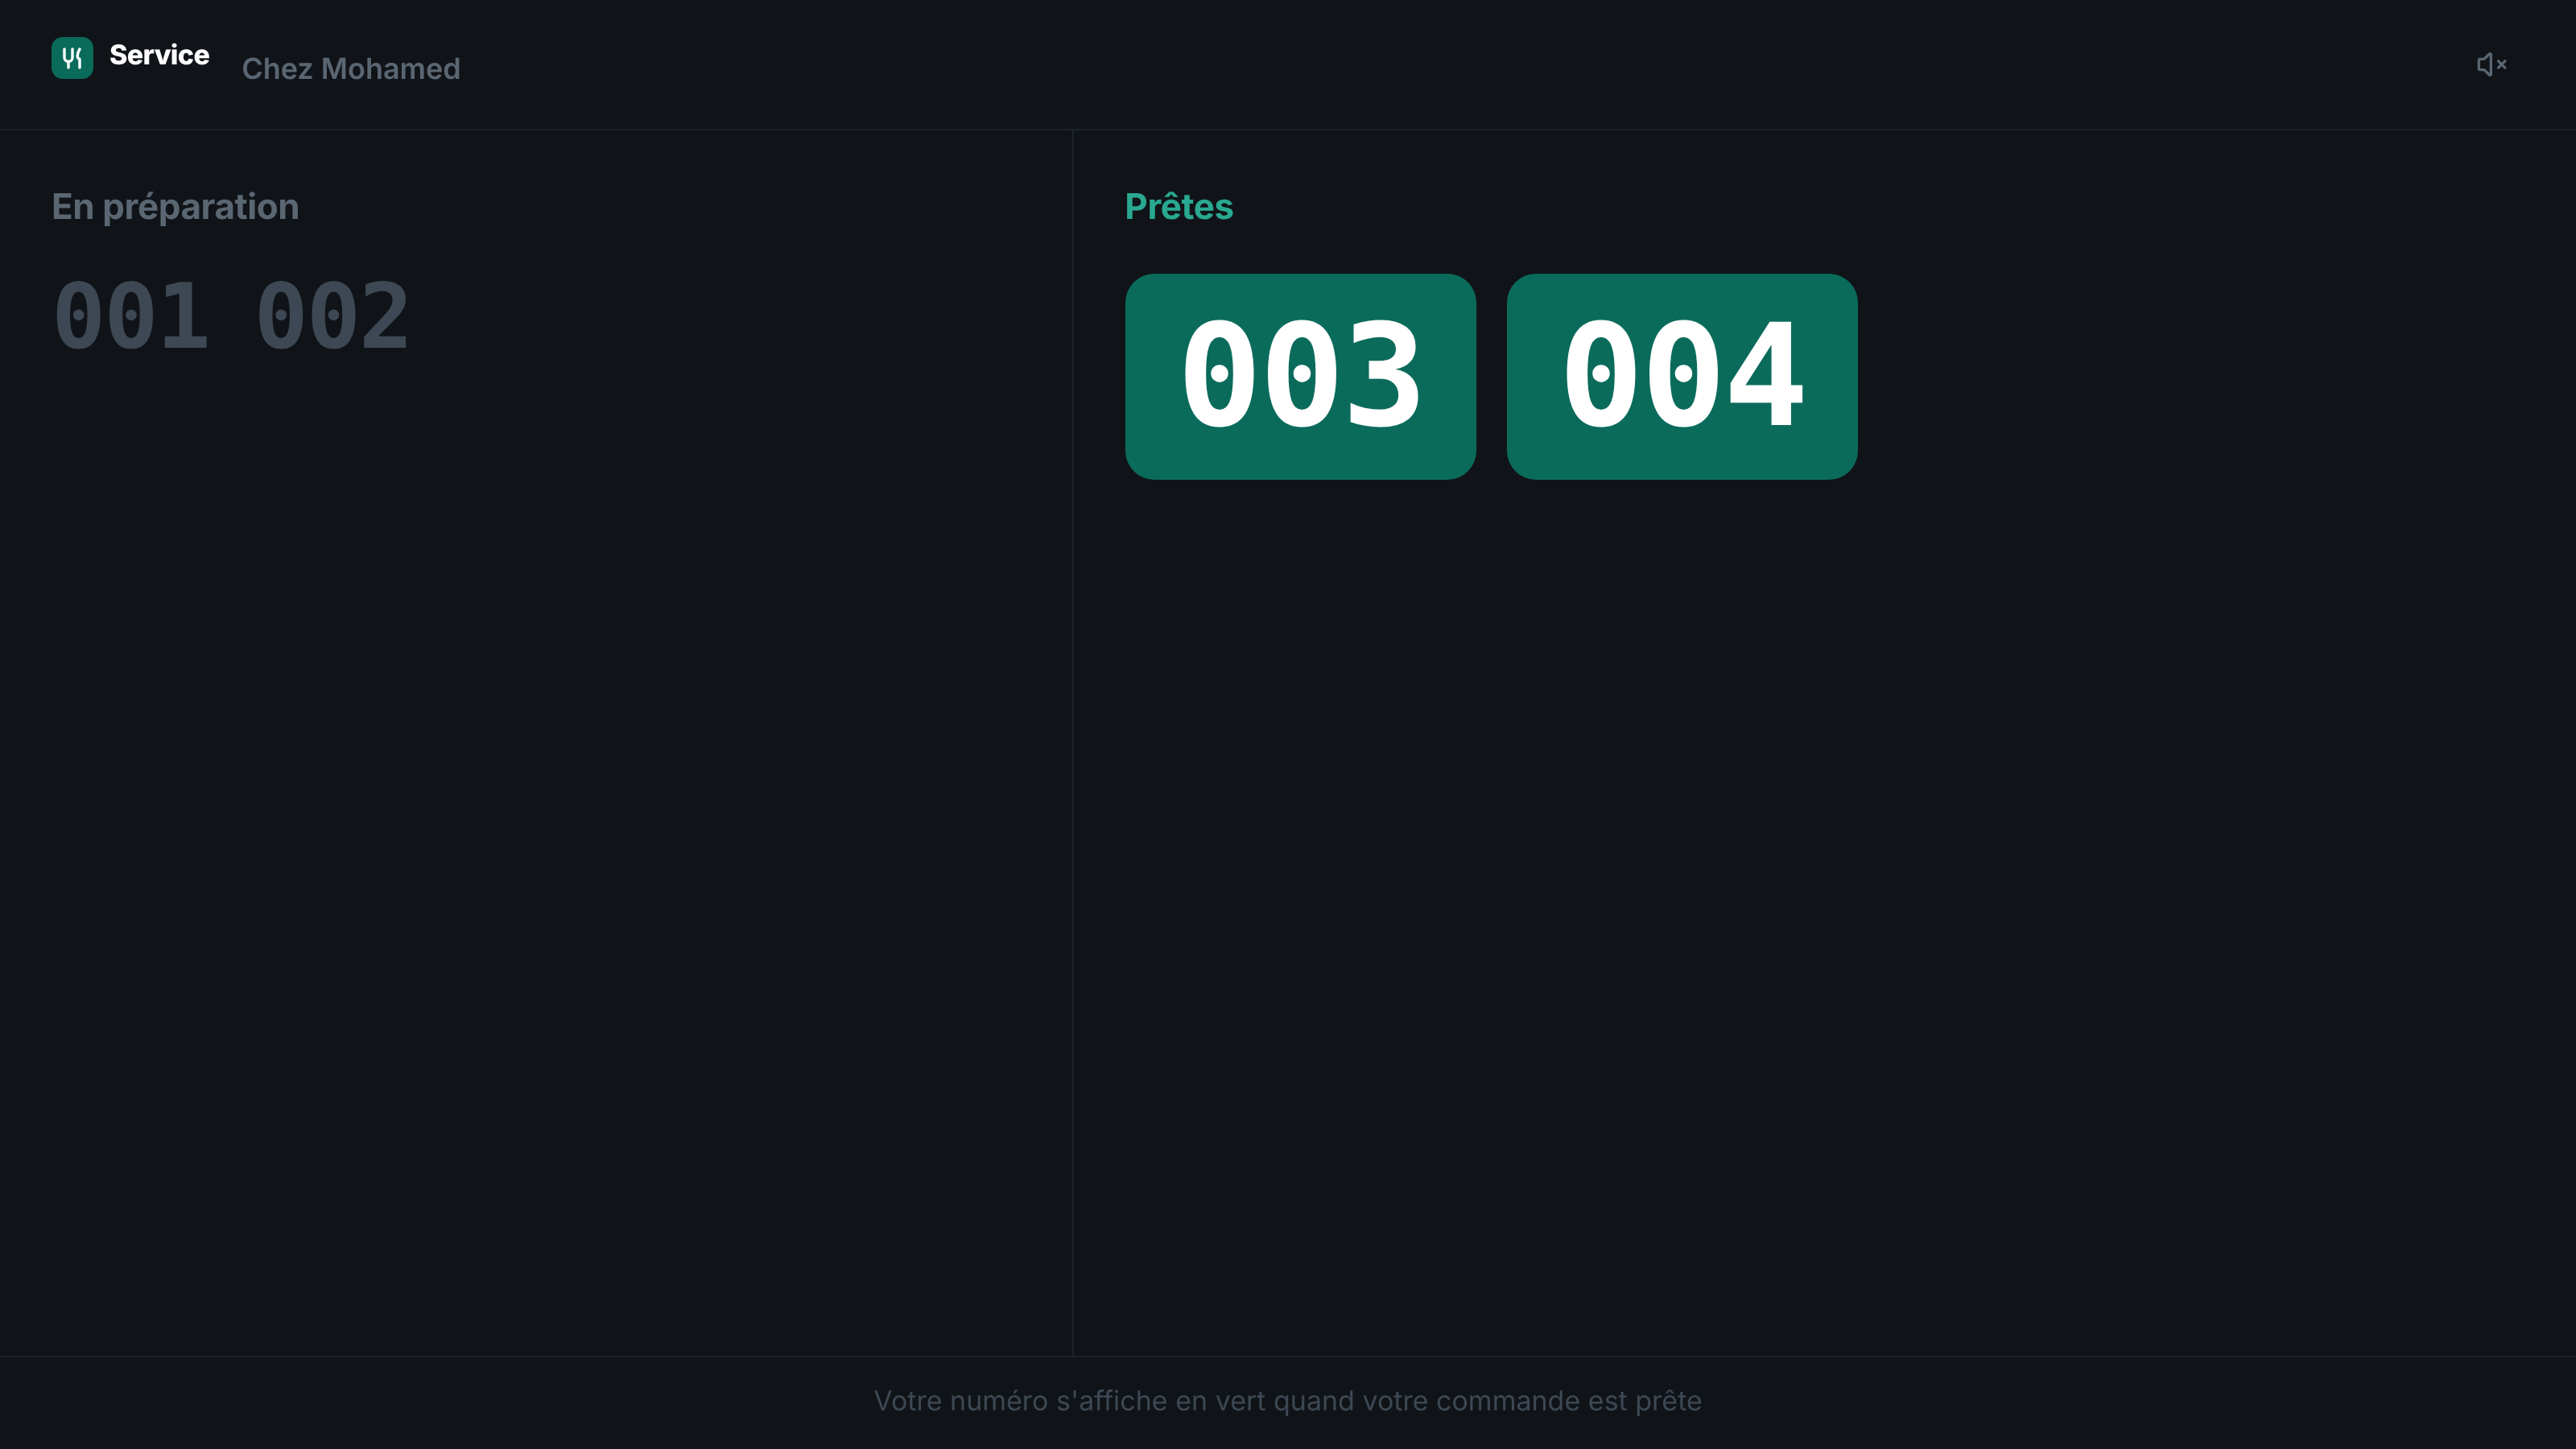 Service
Chez Mohamed
En préparation
001 002
Prêtes
003 004
Votre numéro s'affiche en vert quand votre commande est prête